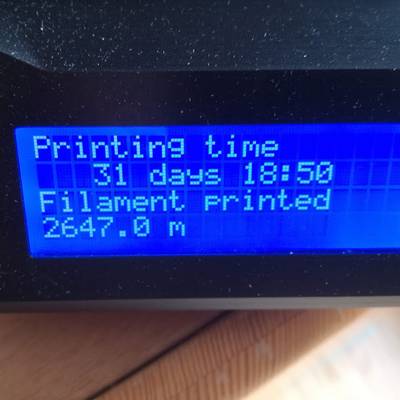 Printing time
31 days 18:50
Filament printed
2647.0 m